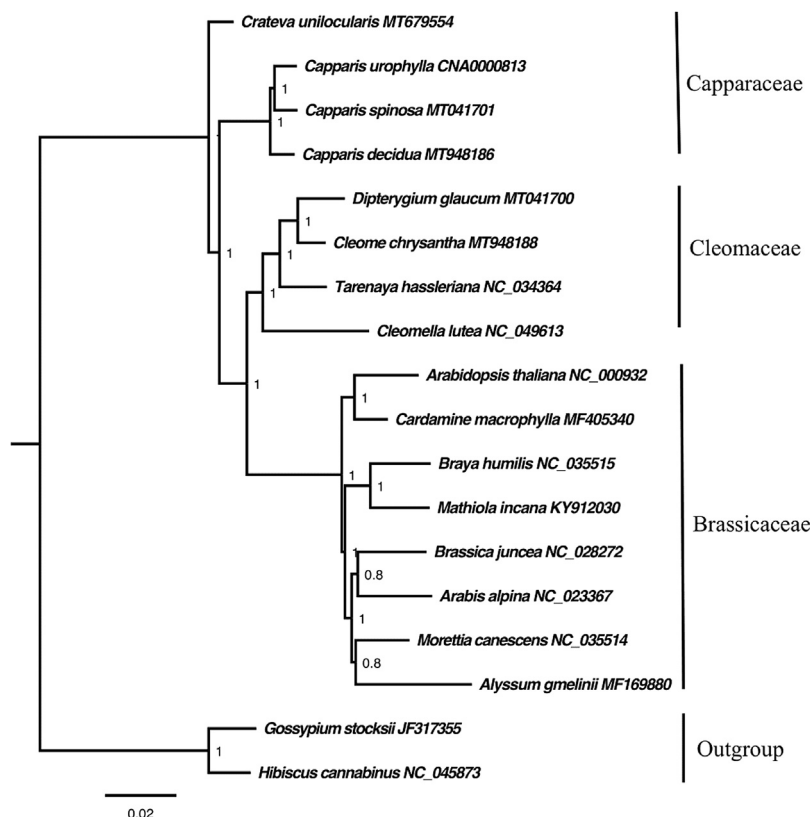 Crateva unilocularis MT679554
Capparis urophylla CNA0000813
1
Capparaceae
Capparis spinosa MT041701
1
Capparis decidua MT948186
Dipterygium glaucum MT041700
1
Cleome chrysantha MT948188
Cleomaceae
1
1
Tarenaya hassleriana NC_034364
1
Cleomella lutea NC_049613
Arabidopsis thaliana NC_000932
1
1
Cardamine macrophylla MF405340
Braya humilis NC_035515
1
1
Mathiola incana KY912030
Brassicaceae
1
Brassica juncea NC_028272
0.8
Arabis alpina NC_023367
1
Morettia canescens NC_035514
0.8
Alyssum gmelinii MF169880
Gossypium stocksii JF317355
1
Outgroup
Hibiscus cannabinus NC_045873
0.02